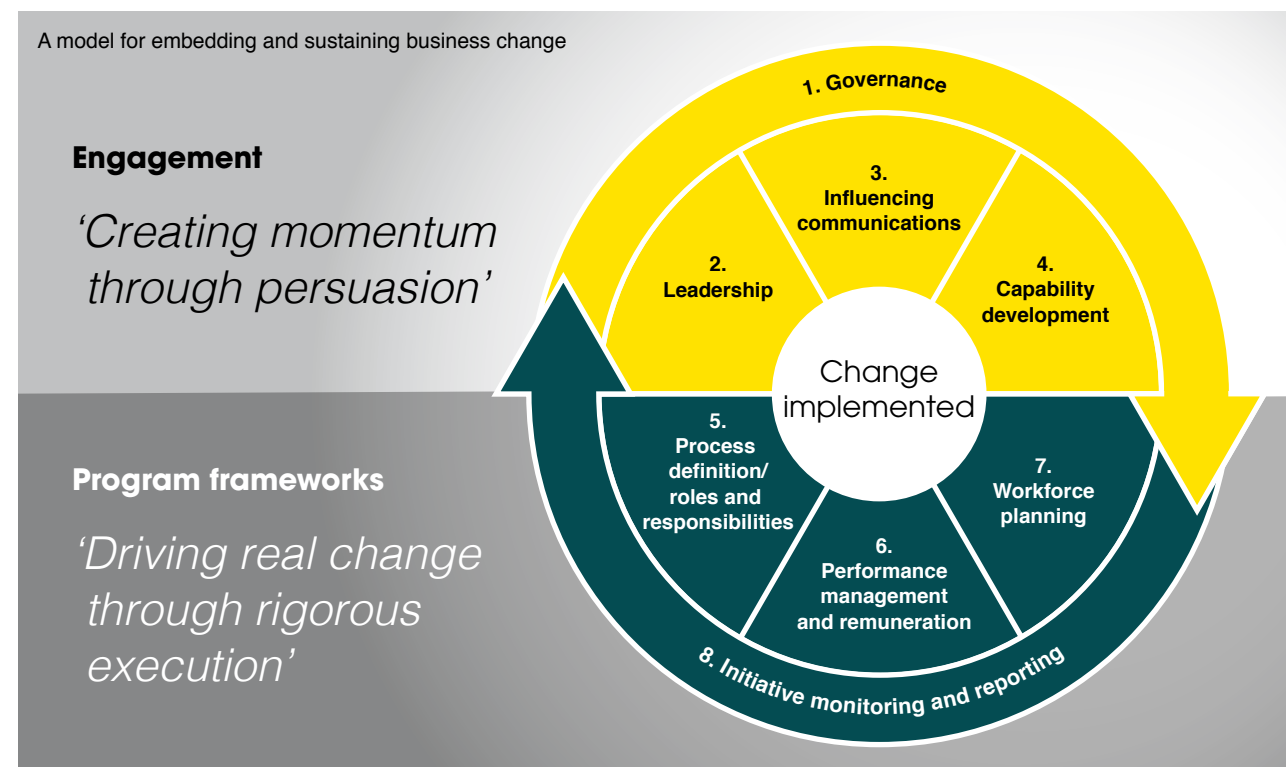 A model for embedding and sustaining business change
Engagement
‘Creating momentum
through persuasion’
Program frameworks
‘Driving real change
through rigorous
execution’
1. Governance
2.
Leadership
3.
Influencing
communications
4.
Capability
development
Change
implemented
5.
Process
definition/
roles and
responsibilities
6.
Performance
management
and remuneration
7.
Workforce
planning
8. Initiative monitoring and reporting